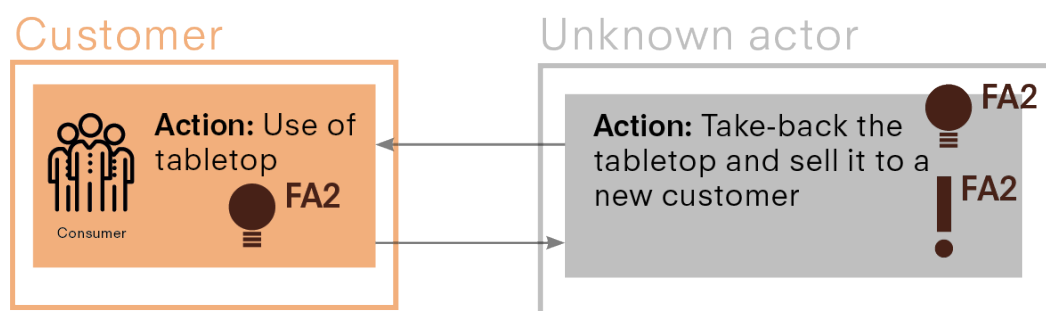 Customer
Unknown actor
Action: Use of
tabletop
FA2
Consumer
Action: Take-back the
tabletop and sell it to a
new customer
FA2
FA2